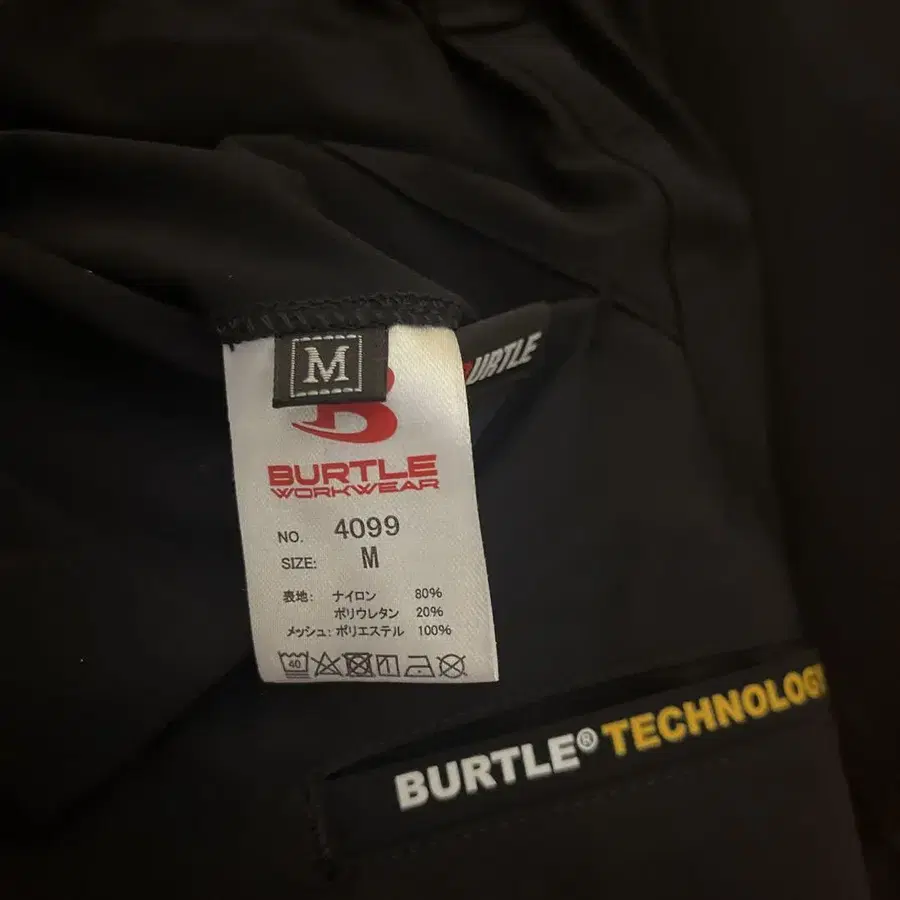 M
BURTLE
BURTLE
WORKWEAR
NO. 4099
SIZE: M
表地: ナイロン 80%
ポリウレタン 20%
メッシュ: ポリエステル 100%
40
BURTLE® TECHNOLOGY